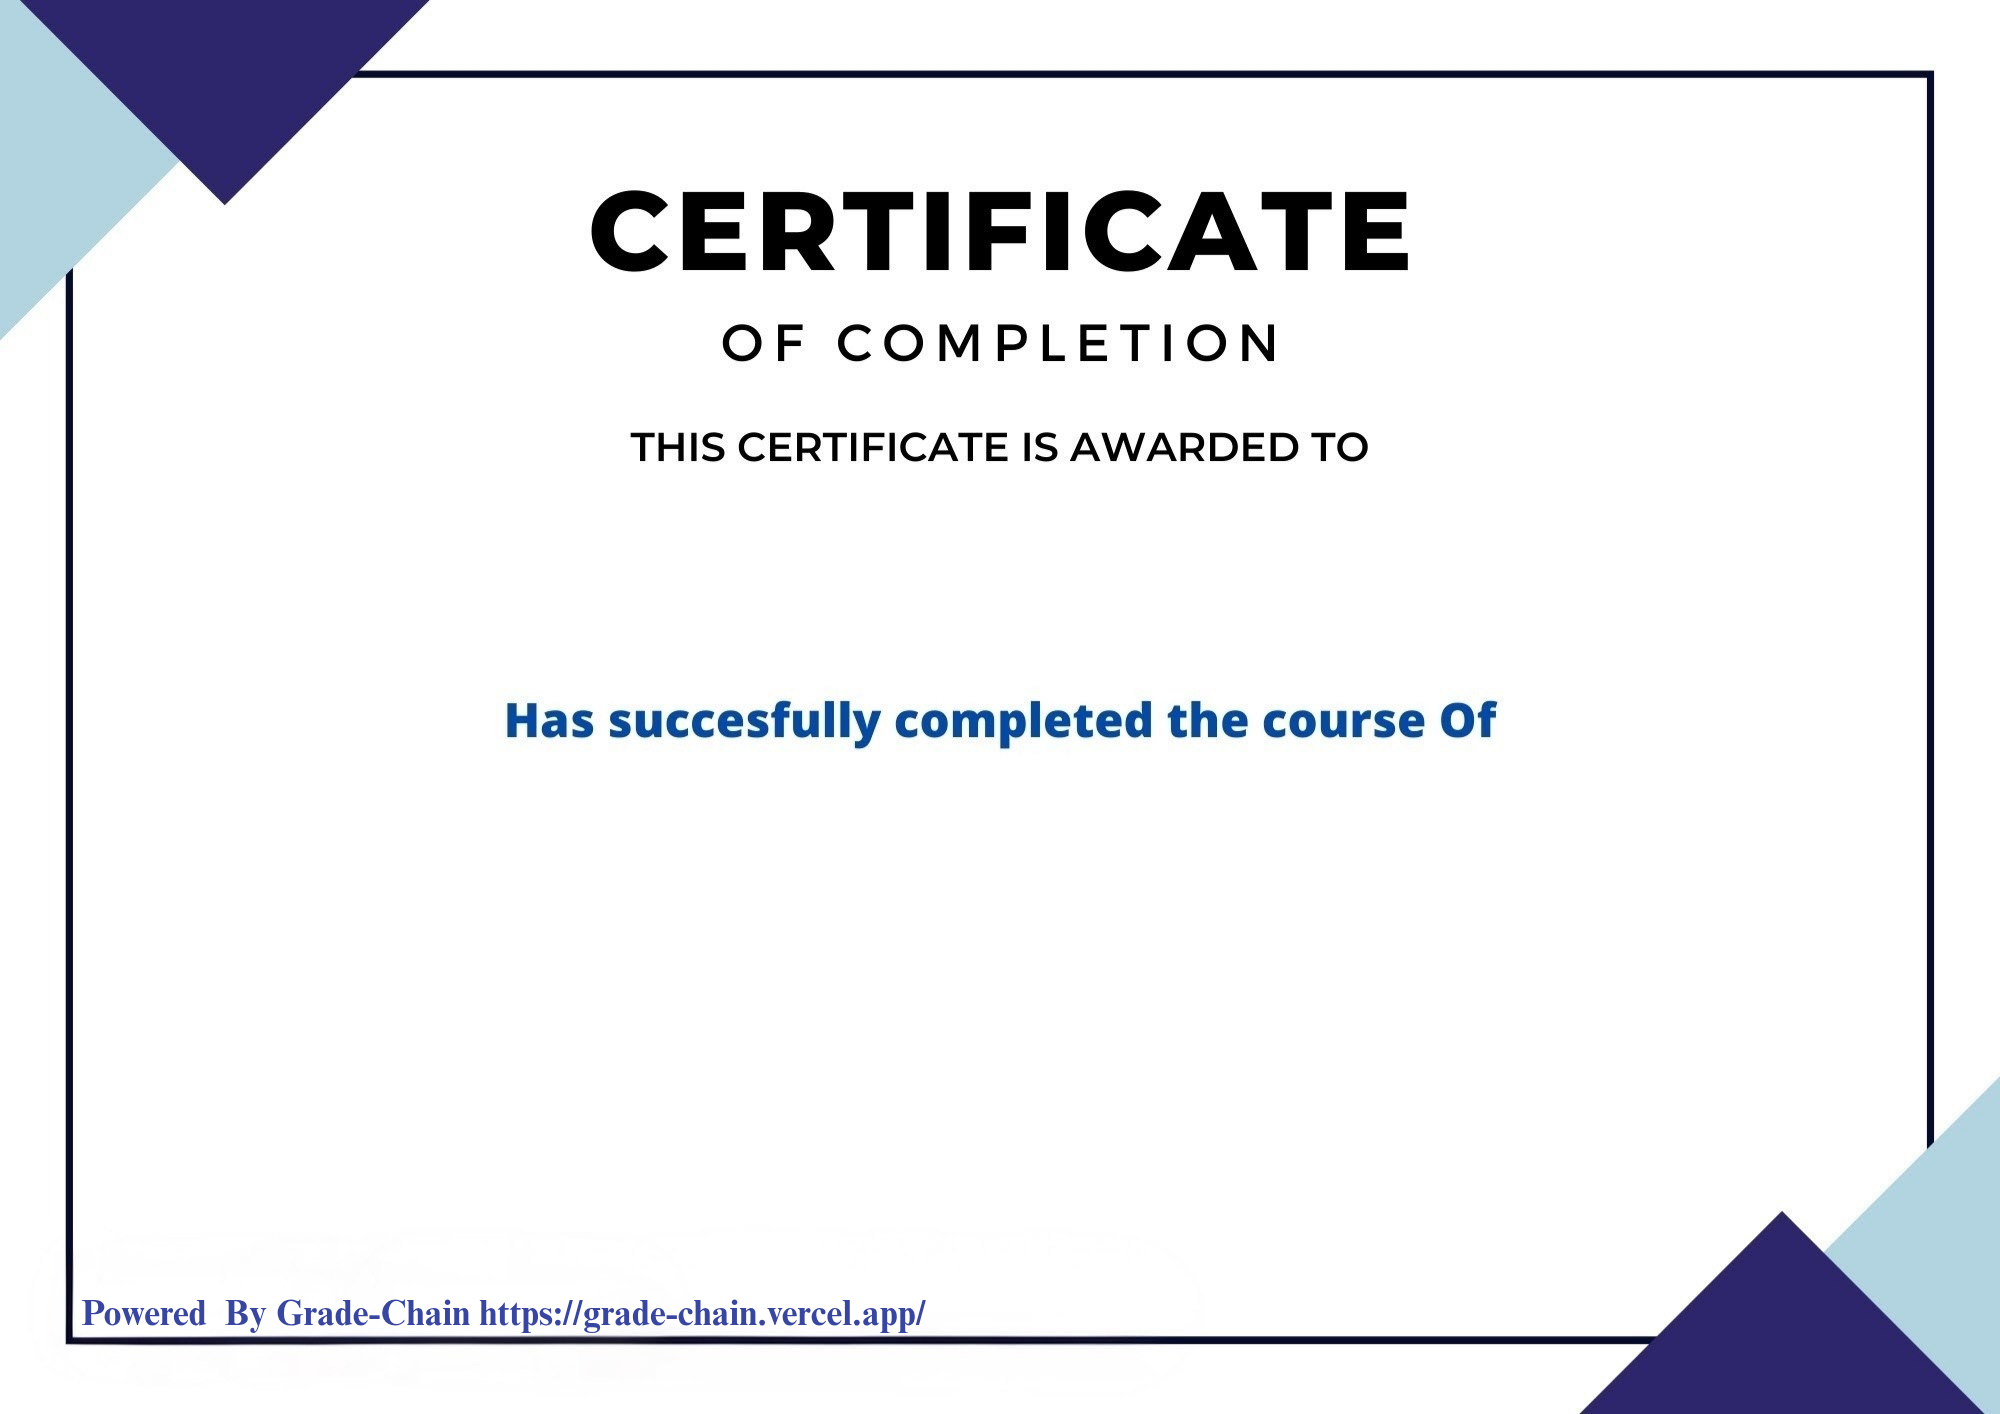 CERTIFICATE
OF COMPLETION
THIS CERTIFICATE IS AWARDED TO
Has succesfully completed the course Of
Powered  By Grade-Chain https://grade-chain.vercel.app/